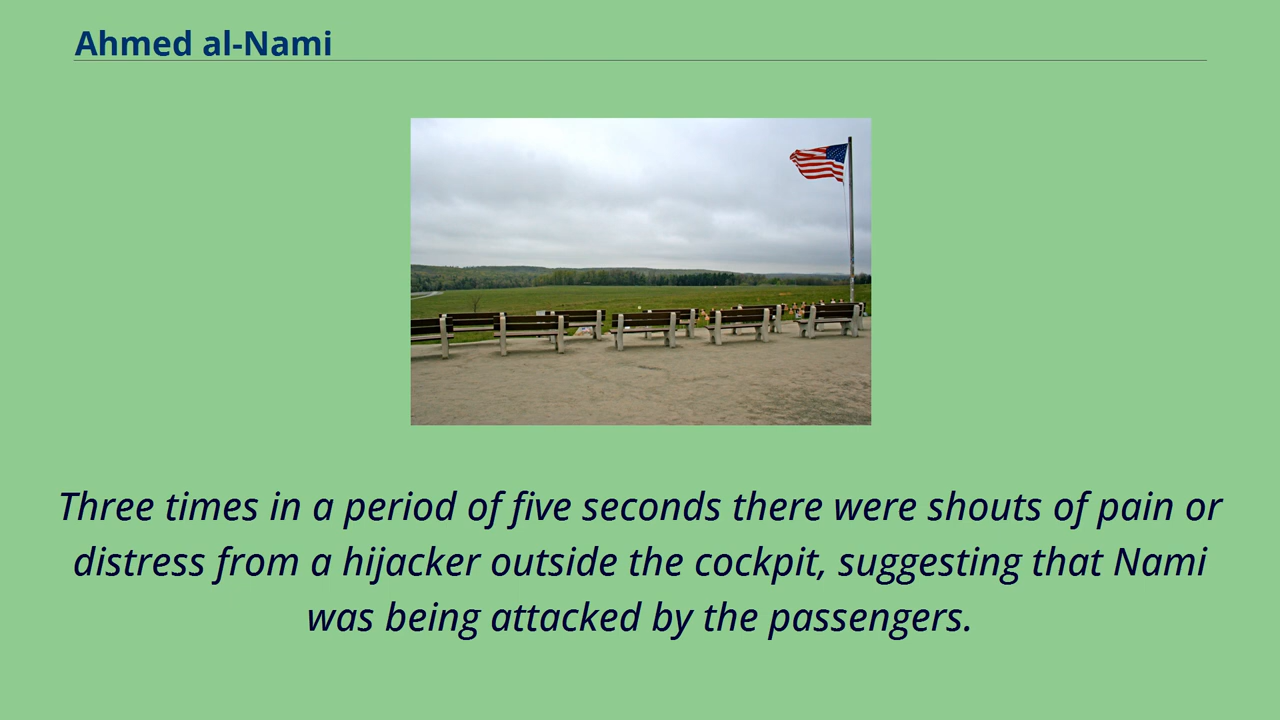 Ahmed al-Nami
Three times in a period of five seconds there were shouts of pain or
distress from a hijacker outside the cockpit, suggesting that Nami
was being attacked by the passengers.